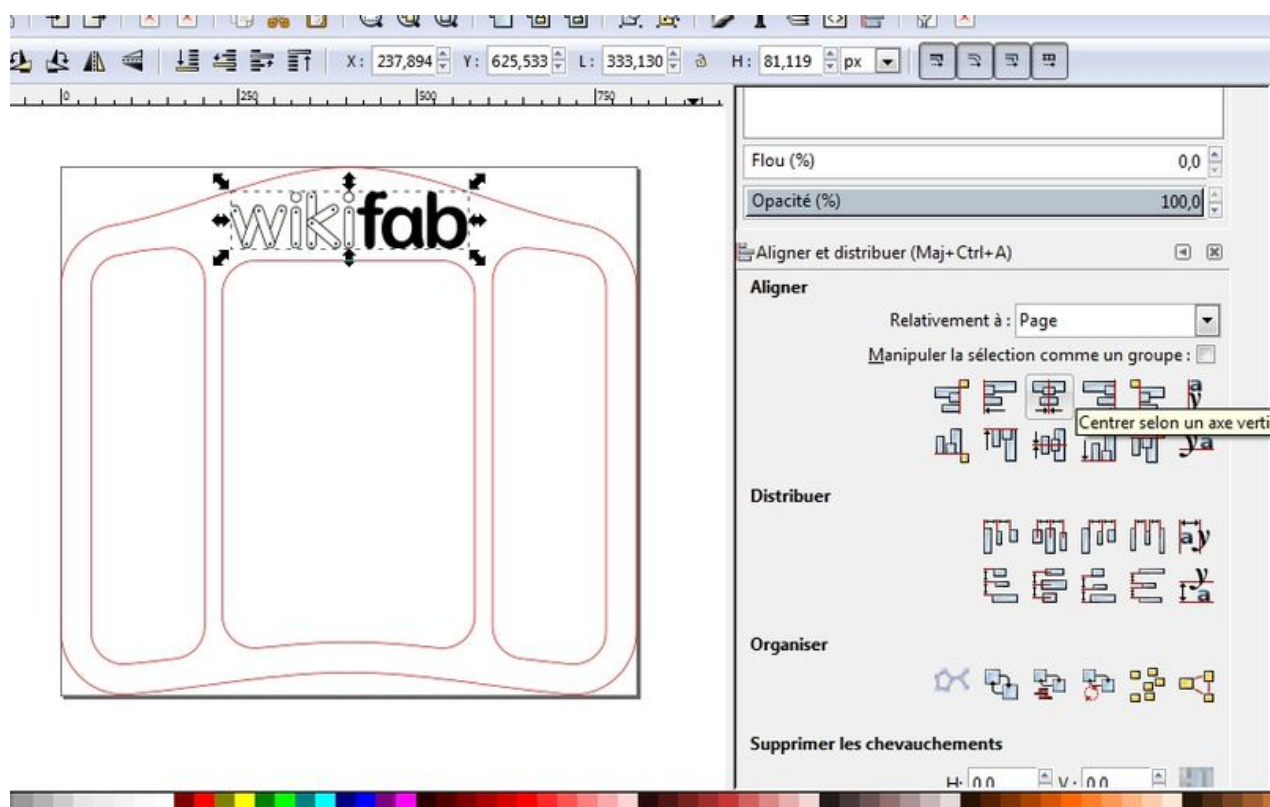 X: 237,894 Y: 625,533 L: 333,130 H: 81,119 px
0 250 500 750
wikifab
Flou (%) 0,0
Opacité (%) 100,0
Aligner et distribuer (Maj+Ctrl+A)
Aligner
Relativement à : Page
Manipuler la sélection comme un groupe :
Centrer selon un axe verti
Distribuer
Organiser
Supprimer les chevauchements
H: 0,0 V: 0,0